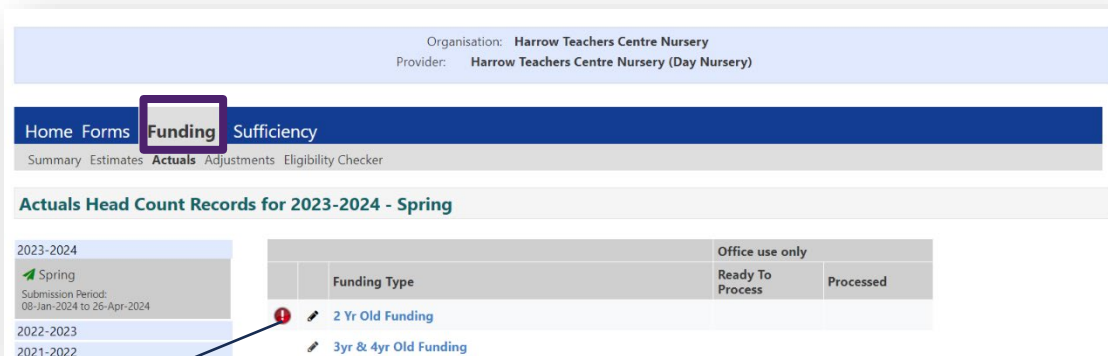 Organisation: Harrow Teachers Centre Nursery
Provider: Harrow Teachers Centre Nursery (Day Nursery)
Home Forms Funding Sufficiency
Summary Estimates Actuals Adjustments Eligibility Checker
Actuals Head Count Records for 2023-2024 - Spring
2023-2024
Spring
Submission Period:
08-Jan-2024 to 26-Apr-2024
2022-2023
2021-2022
Office use only
Funding Type Ready To Process Processed
2 Yr Old Funding
3yr & 4yr Old Funding